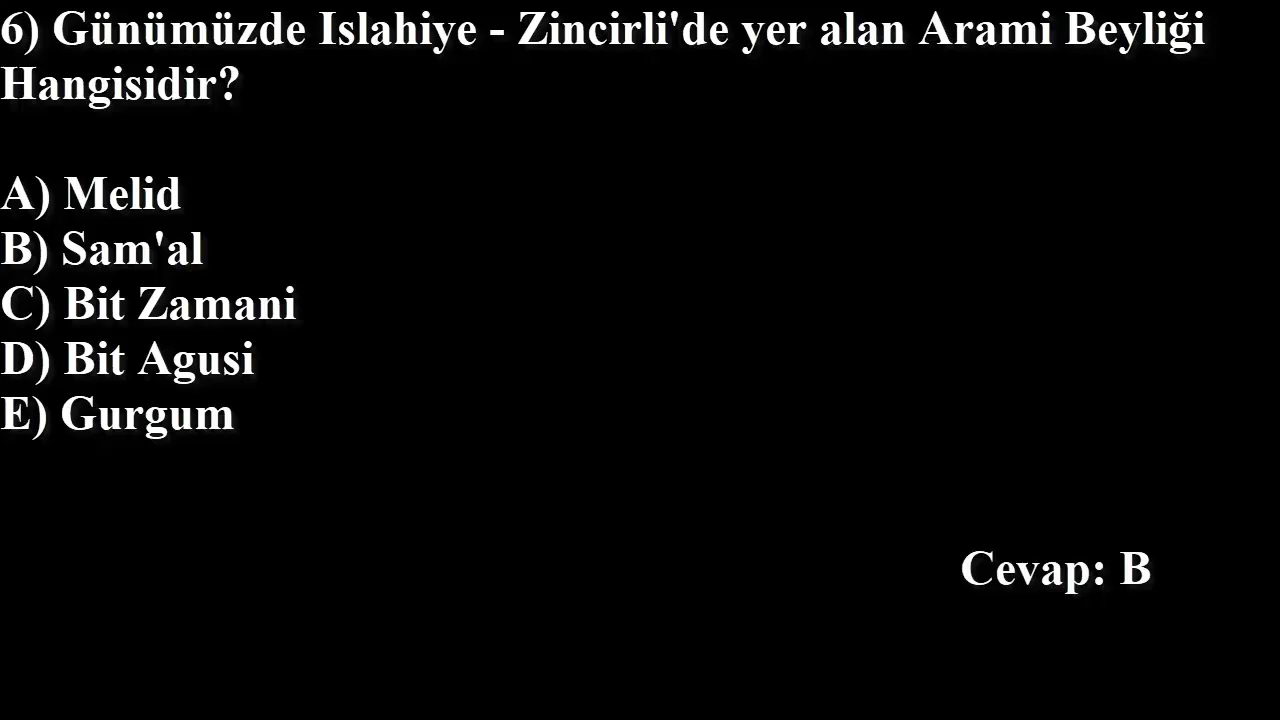 6) Günümüzde Islahiye - Zincirli'de yer alan Arami Beyliği
Hangisidir?
A) Melid
B) Sam'al
C) Bit Zamani
D) Bit Agusi
E) Gurgum
Cevap: B